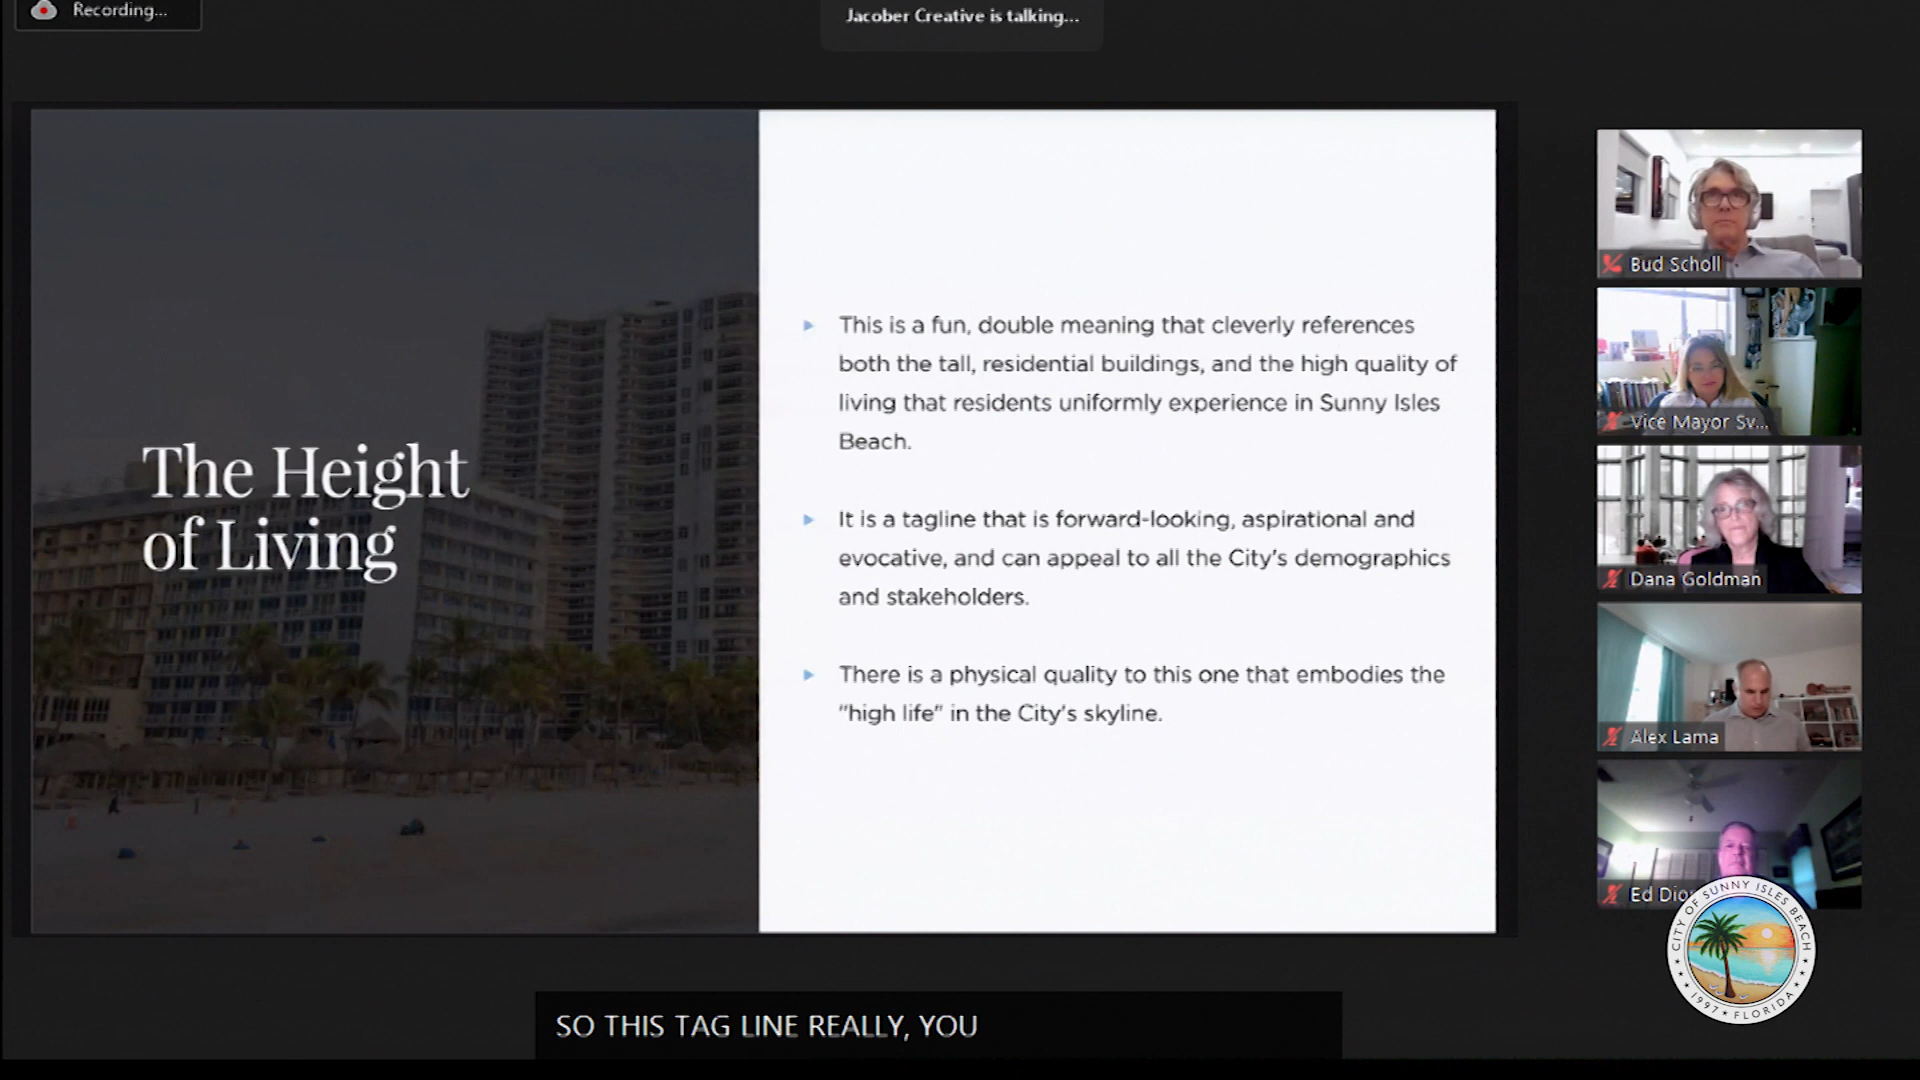 Recording...
Jacober Creative is talking...
The Height
of Living
This is a fun, double meaning that cleverly references
both the tall, residential buildings, and the high quality of
living that residents uniformly experience in Sunny Isles
Beach.
It is a tagline that is forward-looking, aspirational and
evocative, and can appeal to all the City's demographics
and stakeholders.
There is a physical quality to this one that embodies the
"high life" in the City's skyline.
Bud Scholl
Vice Mayor Sv...
Dana Goldman
Alex Lama
Ed Dio
CITY OF SUNNY ISLES BEACH
1997 ★ FLORIDA
SO THIS TAG LINE REALLY, YOU